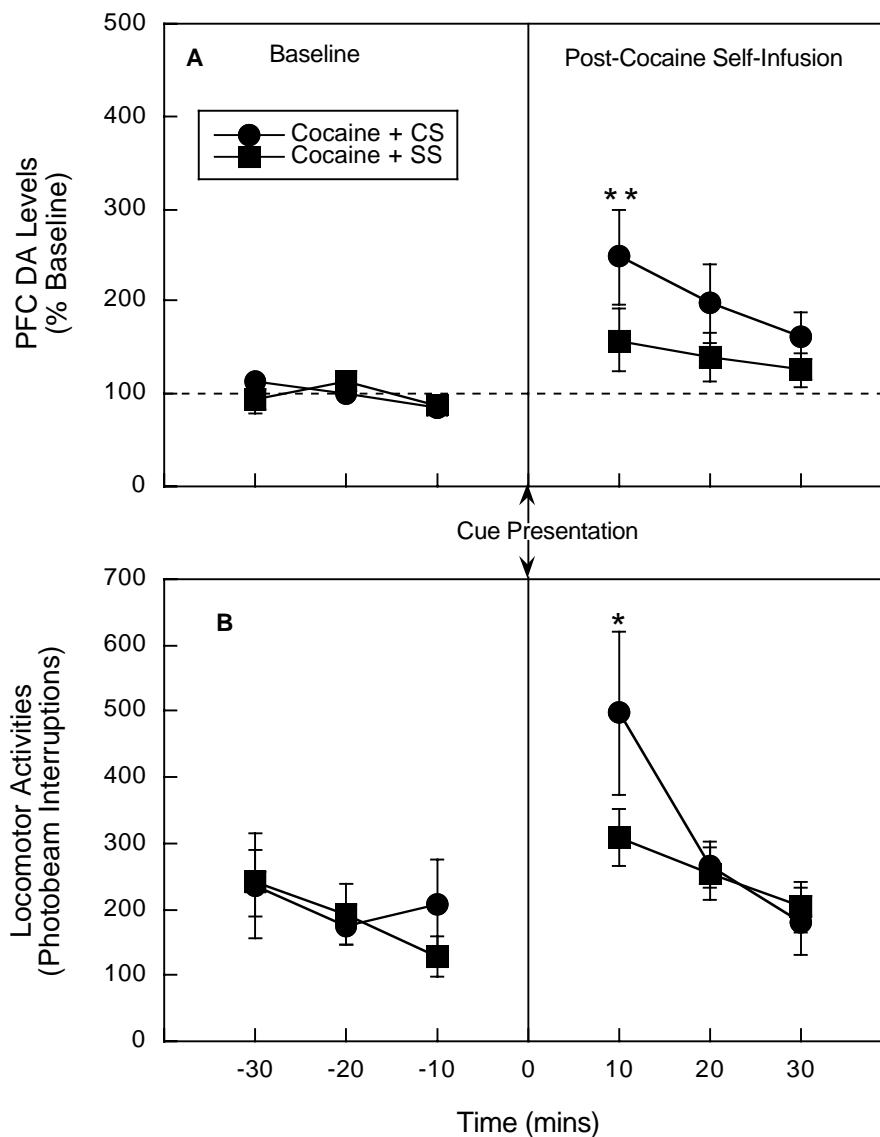 500
A
Baseline
Post-Cocaine Self-Infusion
400
Cocaine + CS
Cocaine + SS
300
* *
200
100
0
PFC DA Levels
(% Baseline)
Cue Presentation
700
B
600
*
500
400
300
200
100
0
Locomotor Activities
(Photobeam Interruptions)
-30 -20 -10 0 10 20 30
Time (mins)